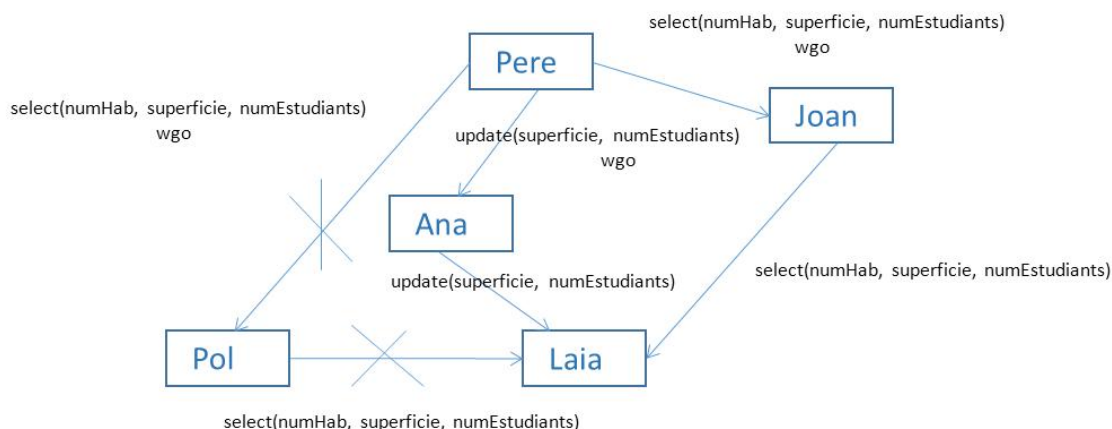 select(numHab, superficie, numEstudiants)
wgo
Pere
select(numHab, superficie, numEstudiants)
wgo
Joan
update(superficie, numEstudiants)
wgo
Ana
select(numHab, superficie, numEstudiants)
update(superficie, numEstudiants)
Pol
Laia
select(numHab, superficie, numEstudiants)